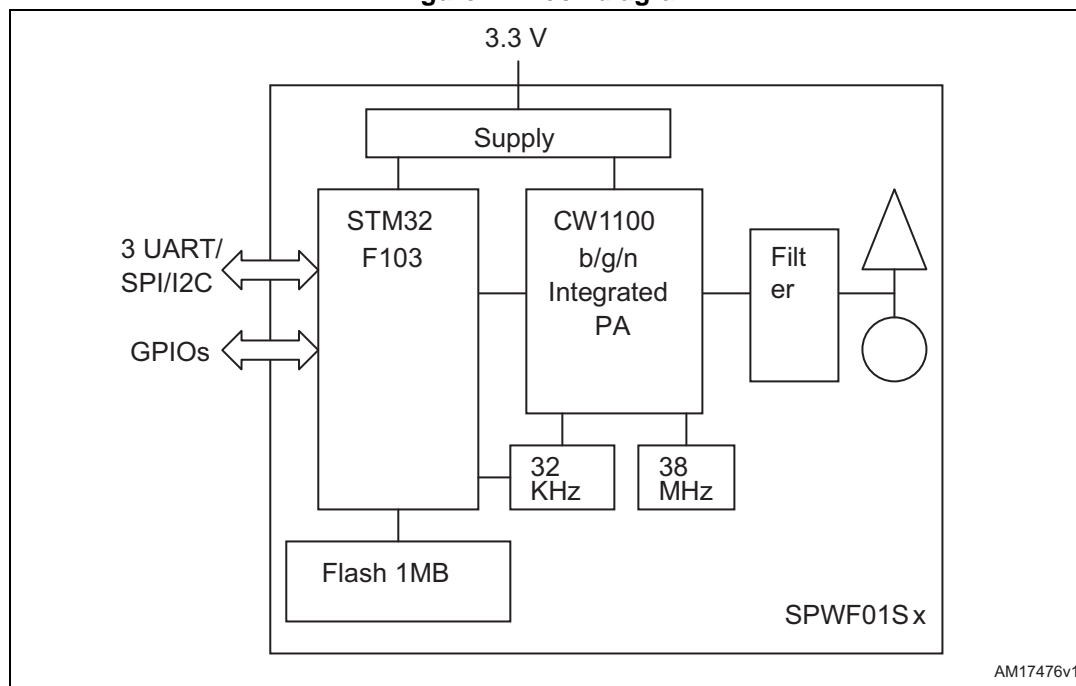 3.3 V
Supply
STM32
F103
CW1100
b/g/n
Integrated
PA
Filt
er
3 UART/
SPI/I2C
GPIOs
32
KHz
38
MHz
Flash 1MB
SPWF01S x
AM17476v1